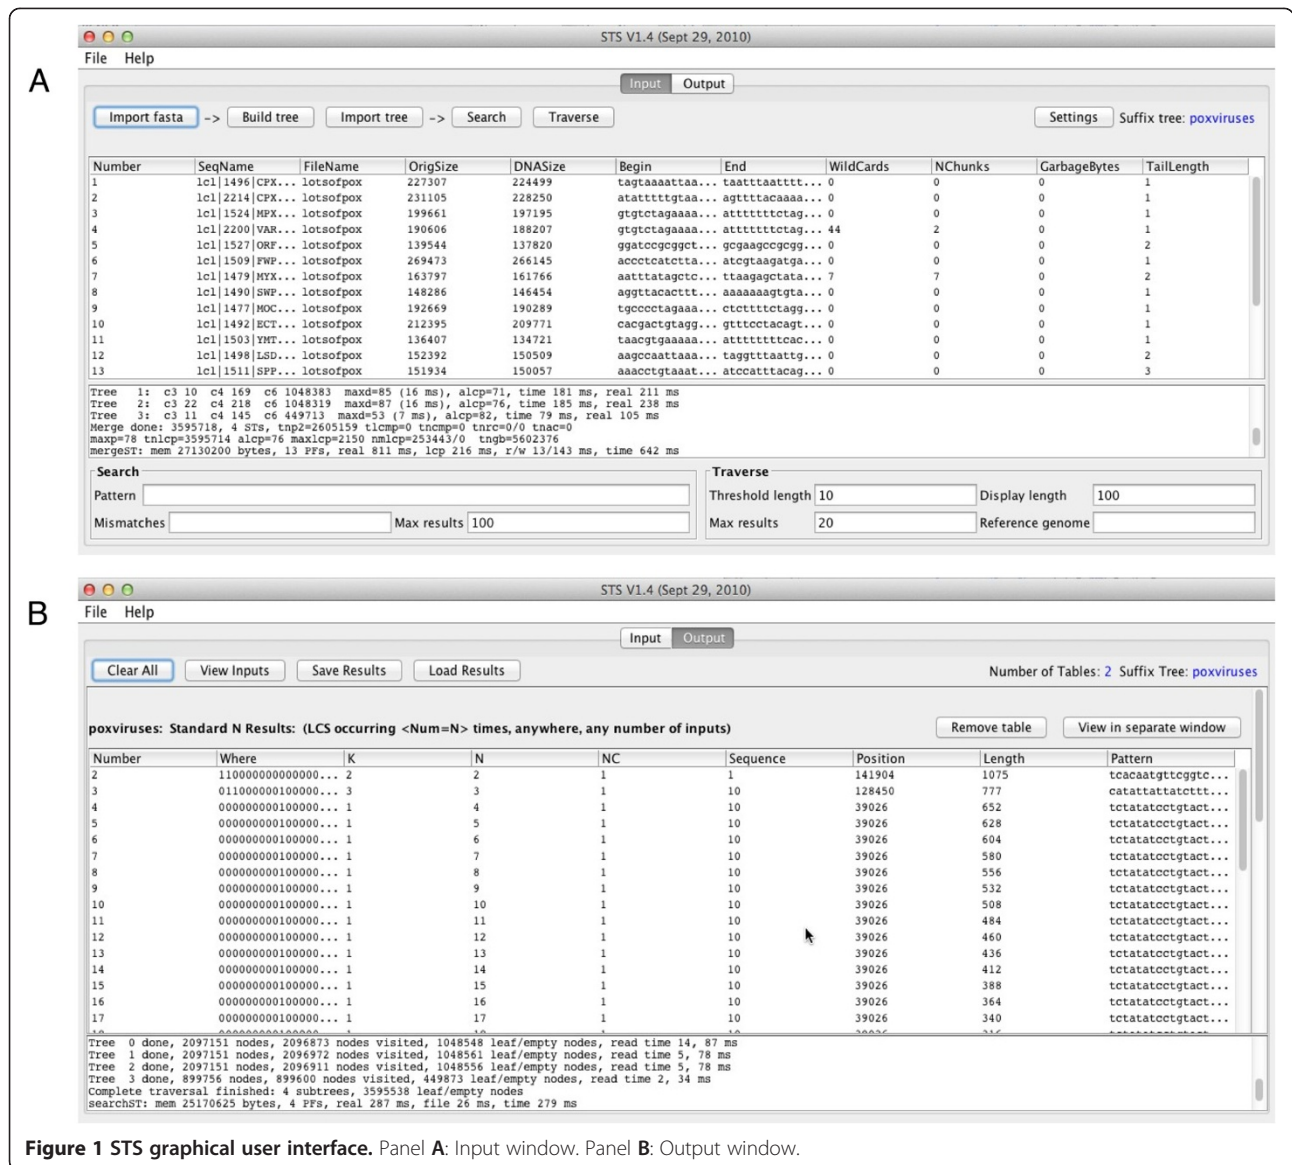 A
STS V1.4 (Sept 29, 2010)
File Help
Input Output
Import fasta -> Build tree Import tree -> Search Traverse Settings Suffix tree: poxviruses
Number SeqName FileName OrigSize DNASize Begin End WildCards NChunks GarbageBytes TailLength
1 lcl|1496|CPX... lotsofpox 227307 224499 tagtaaaattaa... taatttaatttt... 0 0 0 1
2 lcl|2214|CPX... lotsofpox 231105 228250 atatttttgtaa... agttttacaaaa... 0 0 0 1
3 lcl|1524|MPX... lotsofpox 199661 197195 gtgtctagaaaa... atttttttctag... 0 0 0 1
4 lcl|2200|VAR... lotsofpox 190606 188207 gtgtctagaaaa... atttttttctag... 44 2 0 1
5 lcl|1527|ORF... lotsofpox 139544 137820 ggatccgcggct... gcgaagccgcgg... 0 0 0 2
6 lcl|1509|FWP... lotsofpox 269473 266145 accctcatctta... atcgtaagatga... 0 0 0 1
7 lcl|1479|MYX... lotsofpox 163797 161766 aatttatagctc... ttaagagctata... 7 7 0 2
8 lcl|1490|SWP... lotsofpox 148286 146454 aggttacacttt... aaaaaaagtgta... 0 0 0 1
9 lcl|1477|MOC... lotsofpox 192669 190289 tgcccctagaaa... ctcttttctagg... 0 0 0 1
10 lcl|1492|ECT... lotsofpox 212395 209771 cacgactgtagg... gtttcctacagt... 0 0 0 1
11 lcl|1503|YMT... lotsofpox 136407 134721 taacgtgaaaaa... attttttttcac... 0 0 0 1
12 lcl|1498|LSD... lotsofpox 152392 150509 aagccaattaaa... taggtttaattg... 0 0 0 2
13 lcl|1511|SPP... lotsofpox 151934 150057 aaacctgtaaat... atccatttacag... 0 0 0 3
Tree 1: c3 10 c4 169 c6 1048383 maxd=85 (16 ms), alcp=71, time 181 ms, real 211 ms
Tree 2: c3 22 c4 218 c6 1048319 maxd=87 (16 ms), alcp=76, time 185 ms, real 238 ms
Tree 3: c3 11 c4 145 c6 449713 maxd=53 (7 ms), alcp=82, time 79 ms, real 105 ms
Merge done: 3595718, 4 STs, tnp2=2605159 tlcmp=0 tncmp=0 tnrc=0/0 tnac=0
maxp=78 tnlcp=3595714 alcp=76 maxlcp=2150 nmlcp=253443/0 tngb=5602376
mergeST: mem 27130200 bytes, 13 PFs, real 811 ms, lcp 216 ms, r/w 13/143 ms, time 642 ms
Search Traverse
Pattern Threshold length 10 Display length 100
Mismatches Max results 100 Max results 20 Reference genome
B
STS V1.4 (Sept 29, 2010)
File Help
Input Output
Clear All View Inputs Save Results Load Results Number of Tables: 2 Suffix Tree: poxviruses
poxviruses: Standard N Results: (LCS occurring <Num=N> times, anywhere, any number of inputs) Remove table View in separate window
Number Where K N NC Sequence Position Length Pattern
2 110000000000000... 2 2 1 1 141904 1075 tcacaatgttcggtc...
3 011000000100000... 3 3 1 10 128450 777 catattattatcttt...
4 000000000100000... 1 4 1 10 39026 652 tctatatcctgtact...
5 000000000100000... 1 5 1 10 39026 628 tctatatcctgtact...
6 000000000100000... 1 6 1 10 39026 604 tctatatcctgtact...
7 000000000100000... 1 7 1 10 39026 580 tctatatcctgtact...
8 000000000100000... 1 8 1 10 39026 556 tctatatcctgtact...
9 000000000100000... 1 9 1 10 39026 532 tctatatcctgtact...
10 000000000100000... 1 10 1 10 39026 508 tctatatcctgtact...
11 000000000100000... 1 11 1 10 39026 484 tctatatcctgtact...
12 000000000100000... 1 12 1 10 39026 460 tctatatcctgtact...
13 000000000100000... 1 13 1 10 39026 436 tctatatcctgtact...
14 000000000100000... 1 14 1 10 39026 412 tctatatcctgtact...
15 000000000100000... 1 15 1 10 39026 388 tctatatcctgtact...
16 000000000100000... 1 16 1 10 39026 364 tctatatcctgtact...
17 000000000100000... 1 17 1 10 39026 340 tctatatcctgtact...
Tree 0 done, 2097151 nodes, 2096873 nodes visited, 1048548 leaf/empty nodes, read time 14, 87 ms
Tree 1 done, 2097151 nodes, 2096972 nodes visited, 1048561 leaf/empty nodes, read time 5, 78 ms
Tree 2 done, 2097151 nodes, 2096911 nodes visited, 1048556 leaf/empty nodes, read time 5, 78 ms
Tree 3 done, 899756 nodes, 899600 nodes visited, 449873 leaf/empty nodes, read time 2, 34 ms
Complete traversal finished: 4 subtrees, 3595538 leaf/empty nodes
searchST: mem 25170625 bytes, 4 PFs, real 287 ms, file 26 ms, time 279 ms
Figure 1 STS graphical user interface. Panel A: Input window. Panel B: Output window.